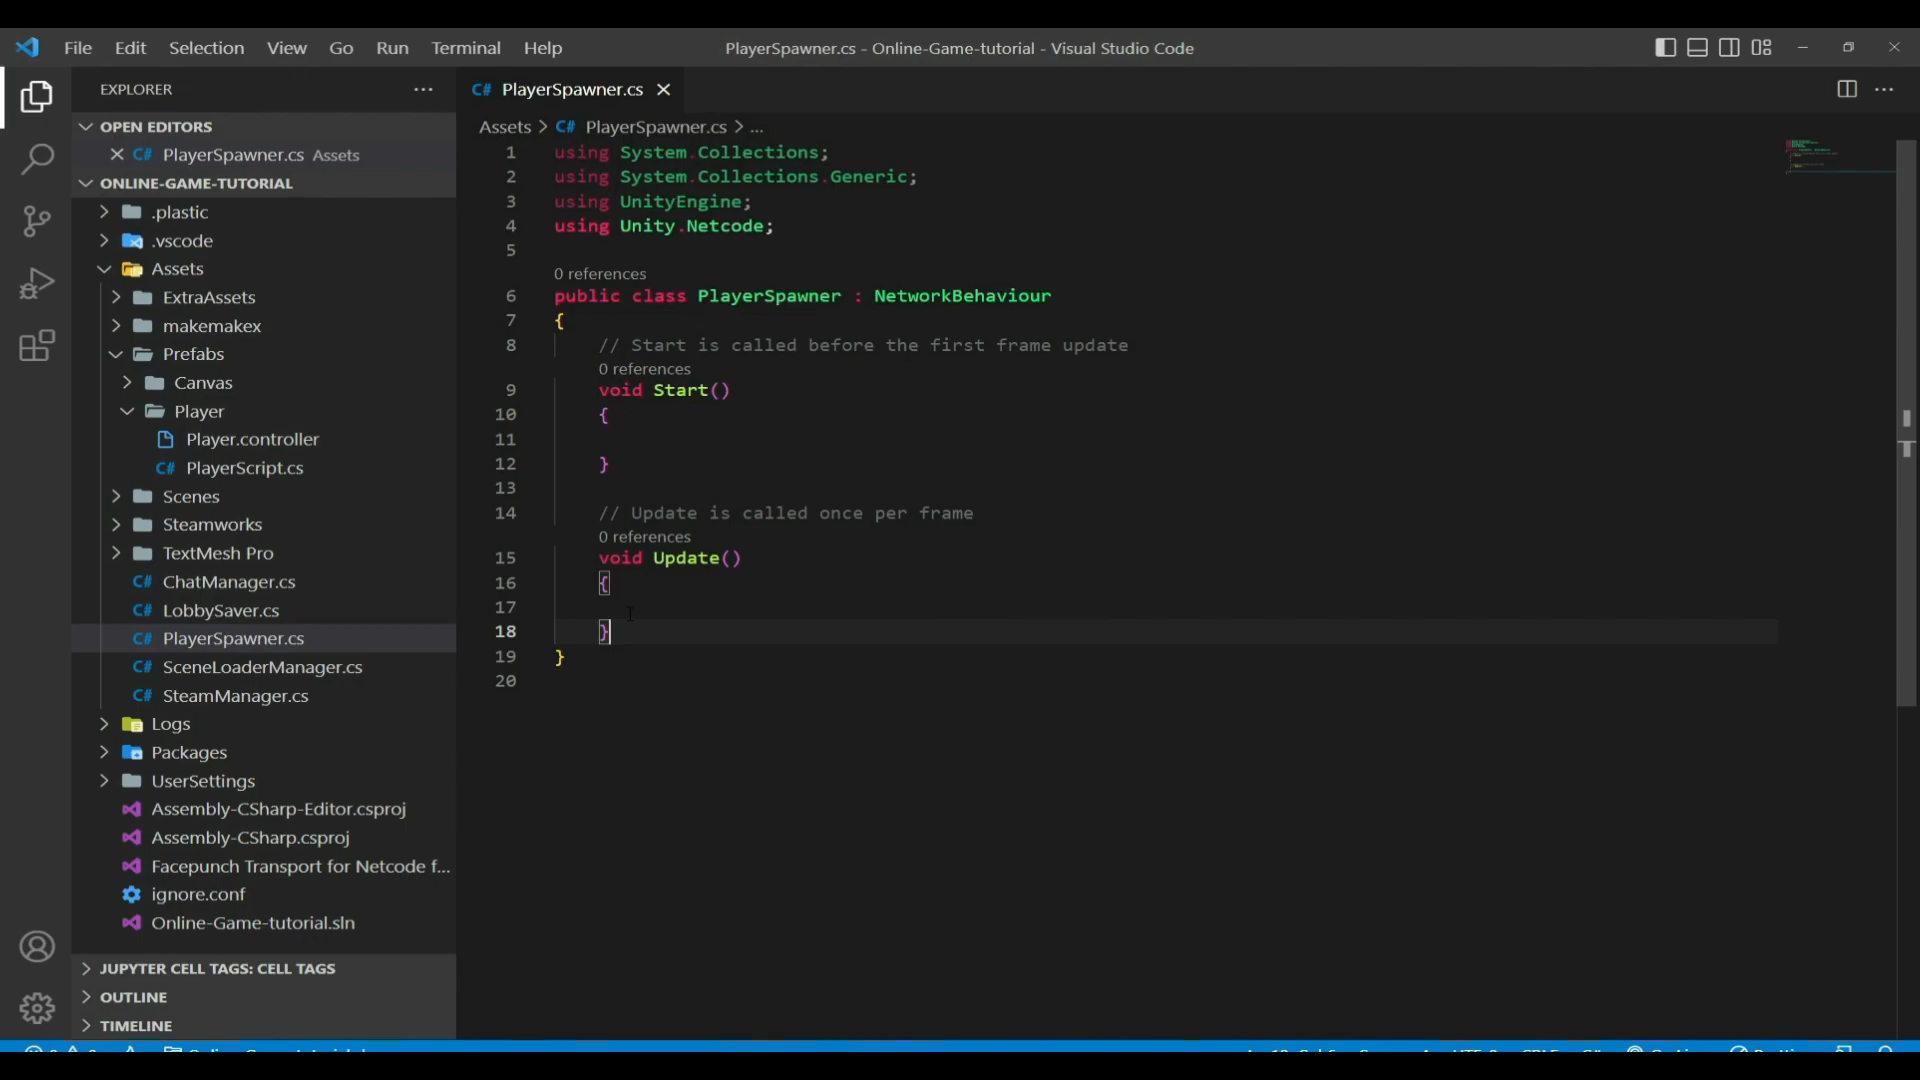 File Edit Selection View Go Run Terminal Help PlayerSpawner.cs - Online-Game-tutorial - Visual Studio Code
EXPLORER
OPEN EDITORS
PlayerSpawner.cs Assets
ONLINE-GAME-TUTORIAL
.plastic
.vscode
Assets
ExtraAssets
makemakex
Prefabs
Canvas
Player
Player.controller
C# PlayerScript.cs
Scenes
Steamworks
TextMesh Pro
C# ChatManager.cs
C# LobbySaver.cs
C# PlayerSpawner.cs
C# SceneLoaderManager.cs
C# SteamManager.cs
Logs
Packages
UserSettings
Assembly-CSharp-Editor.csproj
Assembly-CSharp.csproj
Facepunch Transport for Netcode f...
ignore.conf
Online-Game-tutorial.sln
JUPYTER CELL TAGS: CELL TAGS
OUTLINE
TIMELINE
C# PlayerSpawner.cs
Assets > C# PlayerSpawner.cs > ...
1 using System.Collections;
2 using System.Collections.Generic;
3 using UnityEngine;
4 using Unity.Netcode;
5
0 references
6 public class PlayerSpawner : NetworkBehaviour
7 {
8 // Start is called before the first frame update
0 references
9 void Start()
10 {
11
12 }
13
14 // Update is called once per frame
0 references
15 void Update()
16 {
17
18 }
19 }
20